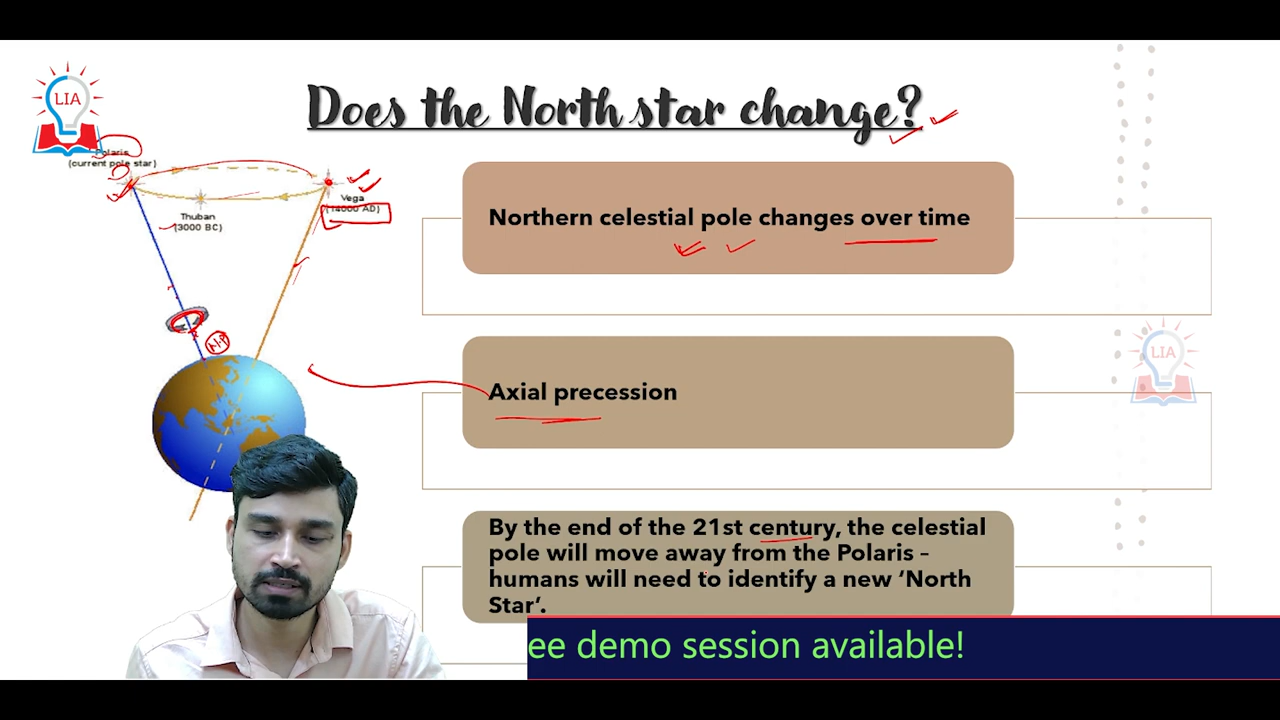 LIA
Does the North star change?
Polaris
(current pole star)
Vega
(14000 AD)
Thuban
(3000 BC)
N.P
Northern celestial pole changes over time
Axial precession
LIA
By the end of the 21st century, the celestial
pole will move away from the Polaris –
humans will need to identify a new ‘North
Star’.
ee demo session available!